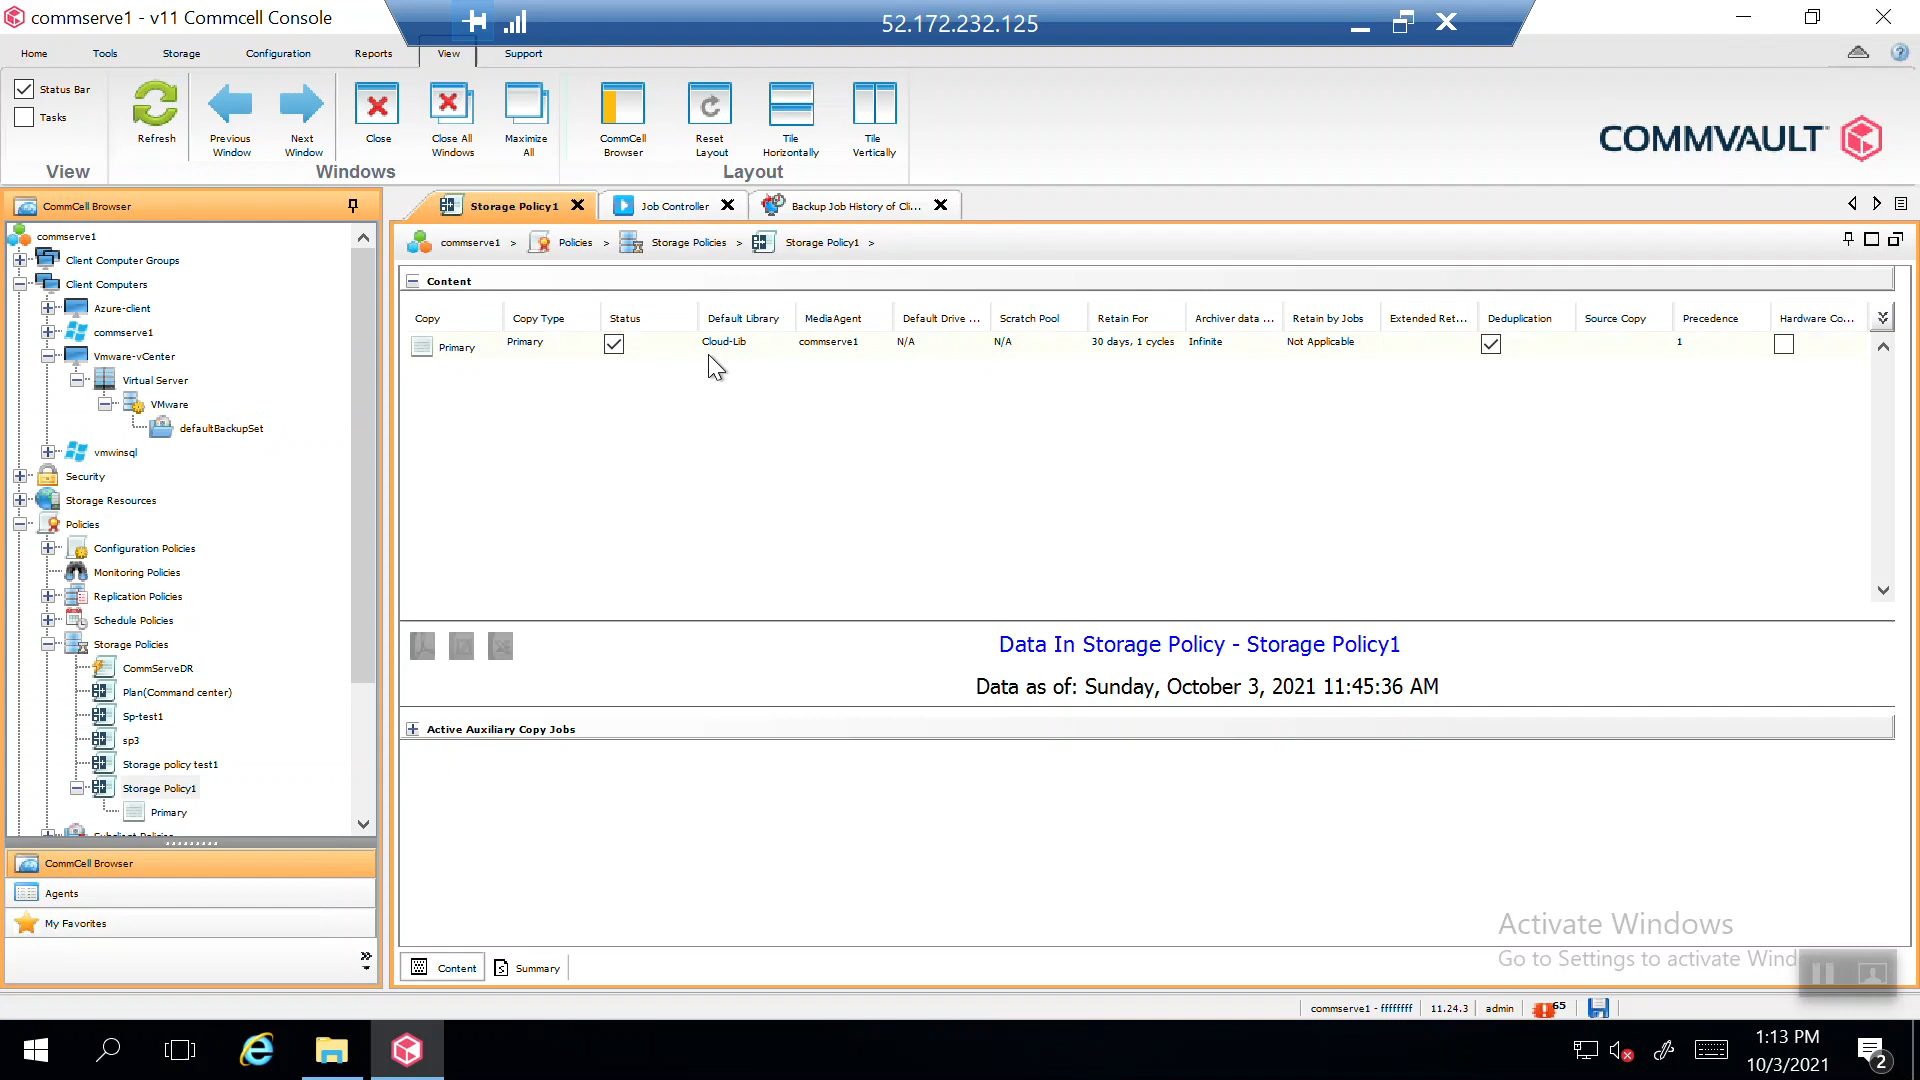 commserve1 - v11 Commcell Console
52.172.232.125
Home Tools Storage Configuration Reports View Support
Status Bar
Tasks
Refresh
Previous Window
Next Window
Close
Close All Windows
Maximize All
CommCell Browser
Reset Layout
Tile Horizontally
Tile Vertically
View Windows Layout
COMMVAULT
CommCell Browser
commserve1
Client Computer Groups
Client Computers
Azure-client
commserve1
Vmware-vCenter
Virtual Server
VMware
defaultBackupSet
vmwinsql
Security
Storage Resources
Policies
Configuration Policies
Monitoring Policies
Replication Policies
Schedule Policies
Storage Policies
CommServeDR
Plan(Command center)
Sp-test1
sp3
Storage policy test1
Storage Policy1
Primary
Subclient Policies
CommCell Browser
Agents
My Favorites
Storage Policy1 Job Controller Backup Job History of Cli...
commserve1 > Policies > Storage Policies > Storage Policy1 >
Content
Copy Copy Type Status Default Library MediaAgent Default Drive ... Scratch Pool Retain For Archiver data ... Retain by Jobs Extended Ret... Deduplication Source Copy Precedence Hardware Co...
Primary Primary Cloud-Lib commserve1 N/A N/A 30 days, 1 cycles Infinite Not Applicable 1
Data In Storage Policy - Storage Policy1
Data as of: Sunday, October 3, 2021 11:45:36 AM
Active Auxiliary Copy Jobs
Activate Windows
Go to Settings to activate Wind
Content Summary
commserve1 - ffffffff 11.24.3 admin 65
1:13 PM
10/3/2021
2